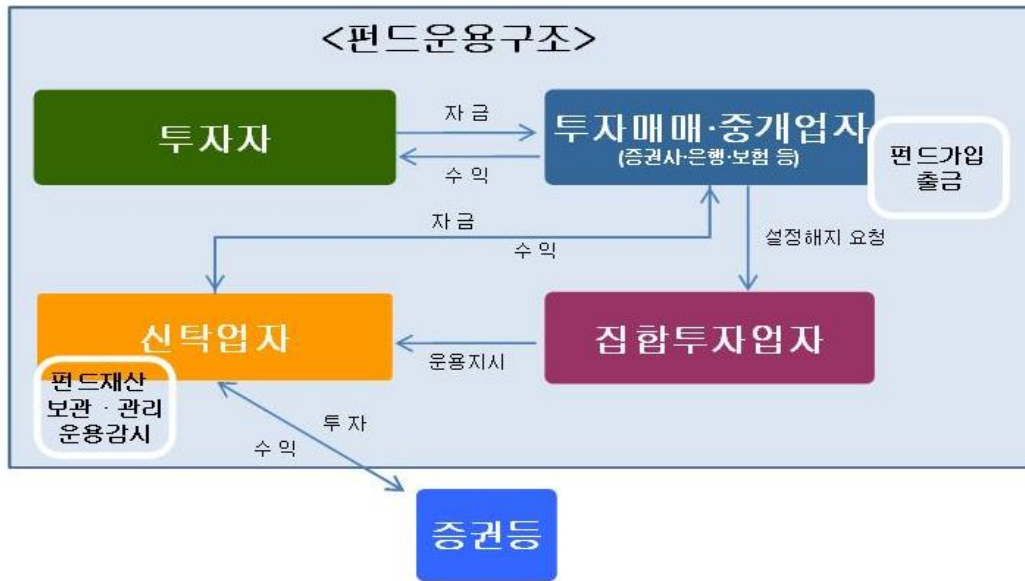 <펀드운용구조>
투자자
자 금
수 익
투자매매·중개업자
(증권사·은행·보험 등)
펀드가입
출금
자 금
수 익
설정해지 요청
신탁업자
운용지시
집합투자업자
펀드재산
보관 · 관리
운용감시
투 자
수 익
증권등